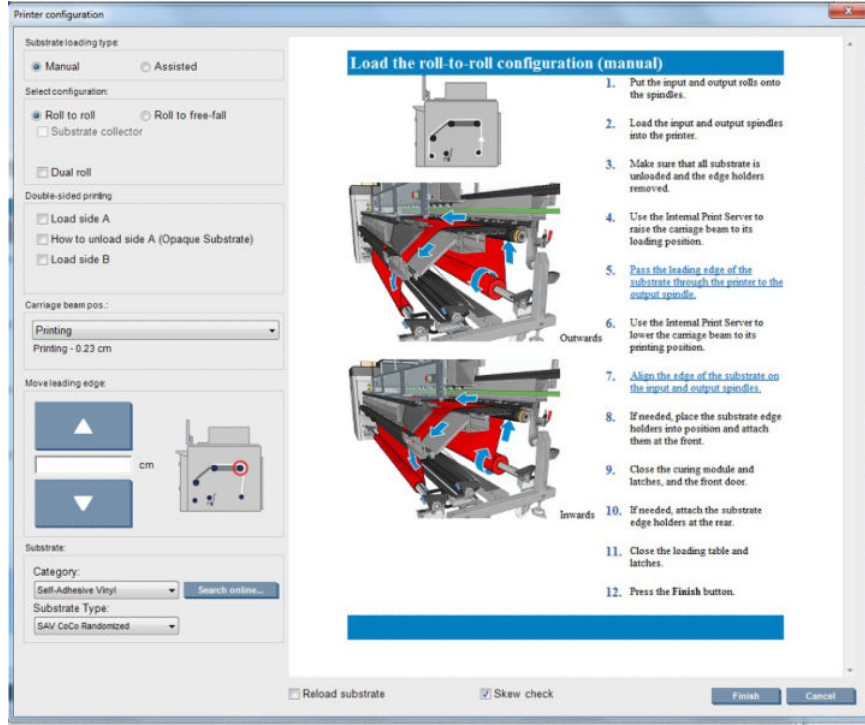 Printer configuration
Substrate loading type:
Manual
Assisted
Select configuration:
Roll to roll
Roll to free-fall
Substrate collector
Dual roll
Double-sided printing
Load side A
How to unload side A (Opaque Substrate)
Load side B
Carriage beam pos.:
Printing
Printing - 0.23 cm
Move leading edge:
cm
Substrate:
Category:
Self-Adhesive Vinyl
Search online...
Substrate Type:
SAV CoCo Randomized
Load the roll-to-roll configuration (manual)
1. Put the input and output rolls onto
the spindles.
2. Load the input and output spindles
into the printer.
3. Make sure that all substrate is
unloaded and the edge holders
removed.
4. Use the Internal Print Server to
raise the carriage beam to its
loading position.
5. Pass the leading edge of the
substrate through the printer to the
output spindle.
Outwards
6. Use the Internal Print Server to
lower the carriage beam to its
printing position.
7. Align the edge of the substrate on
the input and output spindles.
8. If needed, place the substrate edge
holders into position and attach
them at the front.
9. Close the curing module and
latches, and the front door.
Inwards
10. If needed, attach the substrate
edge holders at the rear.
11. Close the loading table and
latches.
12. Press the Finish button.
Reload substrate
Skew check
Finish
Cancel